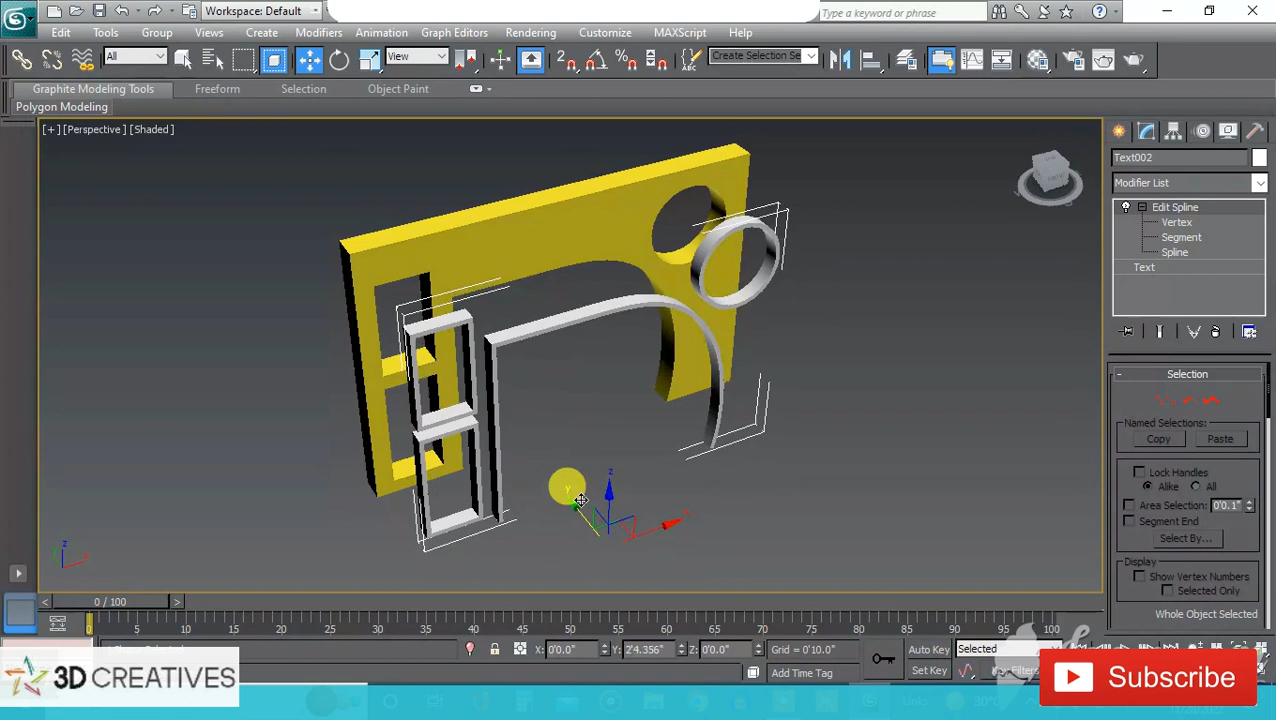 Workspace: Default
Type a keyword or phrase
Edit Tools Group Views Create Modifiers Animation Graph Editors Rendering Customize MAXScript Help
All
View
Create Selection Se
Graphite Modeling Tools Freeform Selection Object Paint
Polygon Modeling
[+] [Perspective] [Shaded]
Text002
Modifier List
Edit Spline
Vertex
Segment
Spline
Text
Selection
Named Selections:
Copy Paste
Lock Handles
Alike All
Area Selection: 0'0.1"
Segment End
Select By...
Display
Show Vertex Numbers
Selected Only
Whole Object Selected
z
y
x
z
x
0 / 100
0 5 10 15 20 25 30 35 40 45 50 55 60 65 70 75 80 85 90 95 100
X: 0'0.0" Y: 2'4.356" Z: 0'0.0" Grid = 0'10.0"
Auto Key Selected
Set Key
Add Time Tag
3D CREATIVES
Subscribe